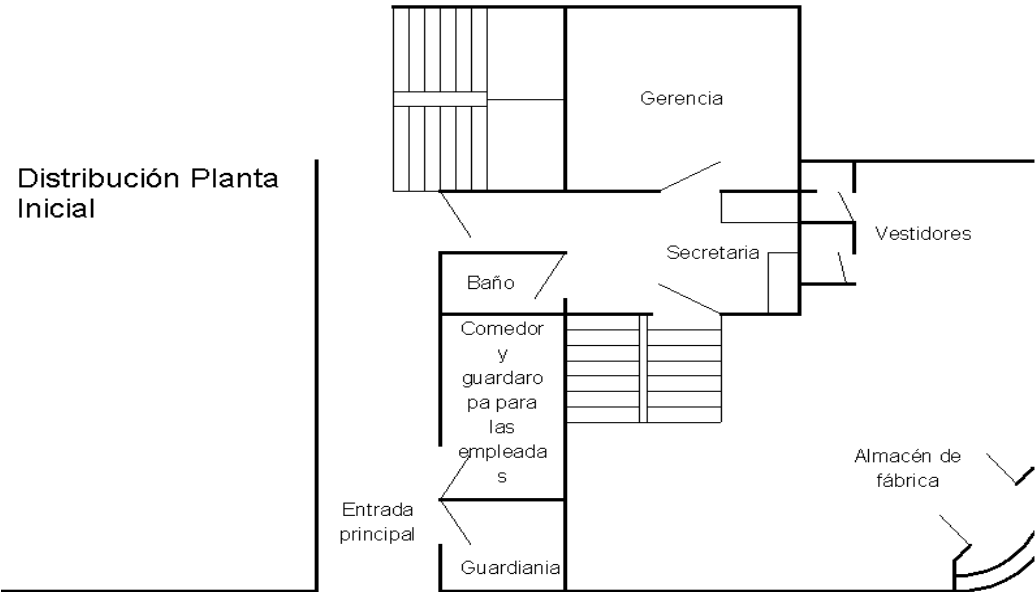 Distribución Planta
Inicial
Gerencia
Secretaria
Vestidores
Baño
Comedor
y
guardaro
pa para
las
empleada
s
Almacén de
fábrica
Entrada
principal
Guardiania